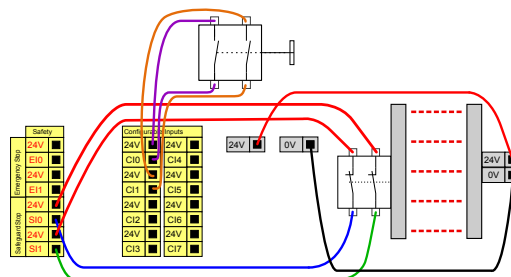 Safety
Emergency Stop
24V
EI0
24V
EI1
Safeguard Stop
24V
SI0
24V
SI1
Configurable Inputs
24V 24V
CI0 CI4
24V 24V
CI1 CI5
24V 24V
CI2 CI6
24V 24V
CI3 CI7
24V
0V
24V
0V